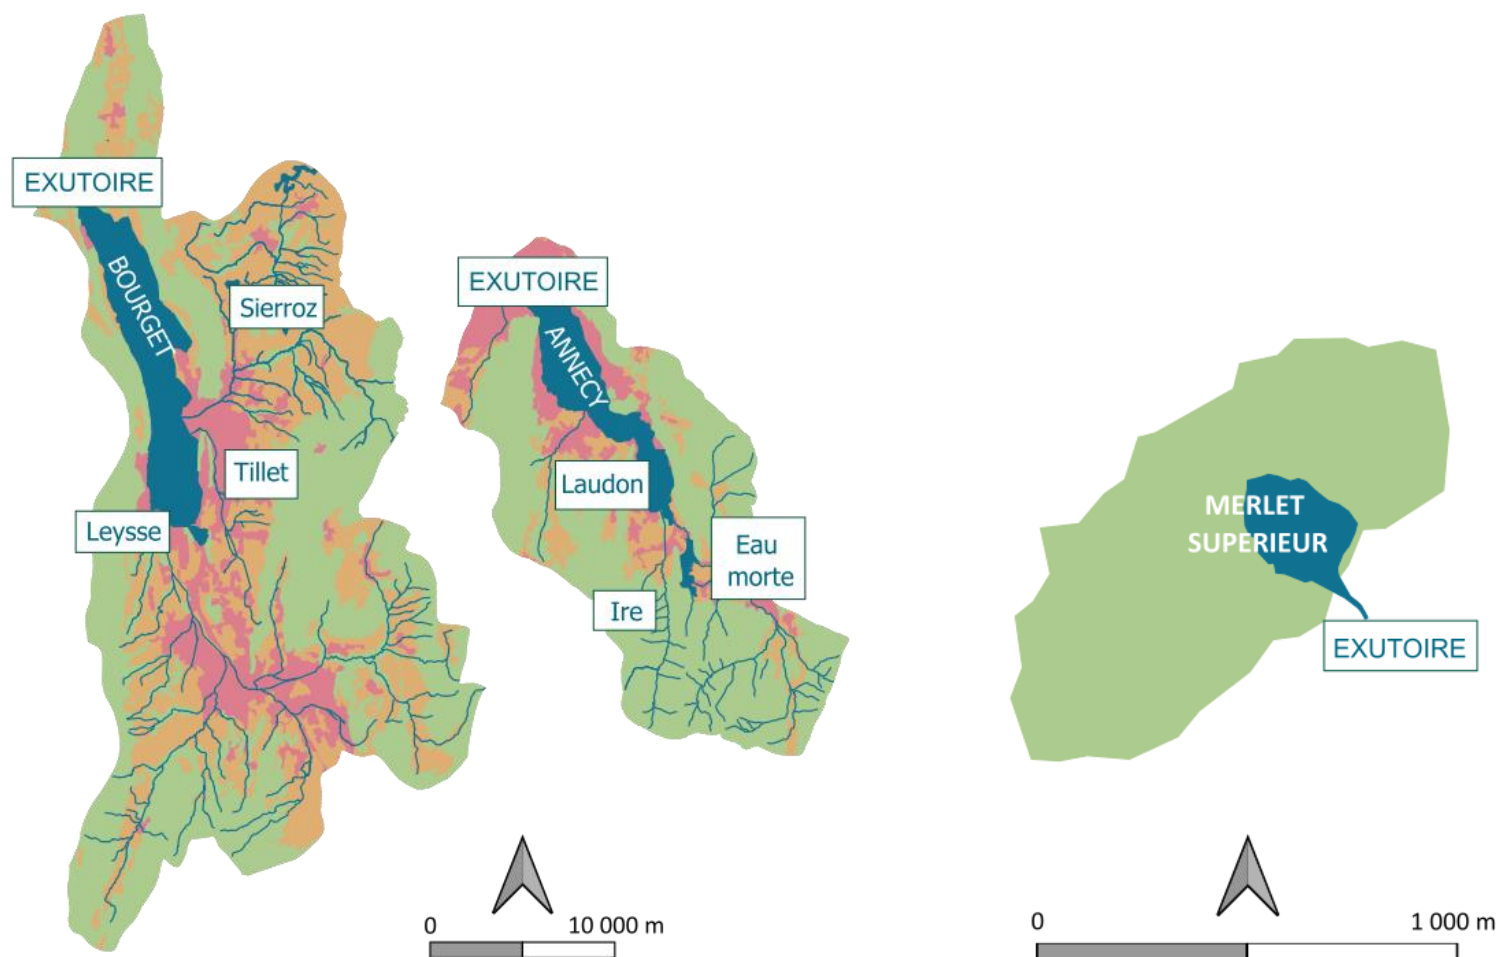 EXUTOIRE
BOURGET
Sierroz
Tillet
Leysse
EXUTOIRE
ANNECY
Laudon
Eau
morte
Ire
0 10 000 m
MERLET
SUPERIEUR
EXUTOIRE
0 1 000 m